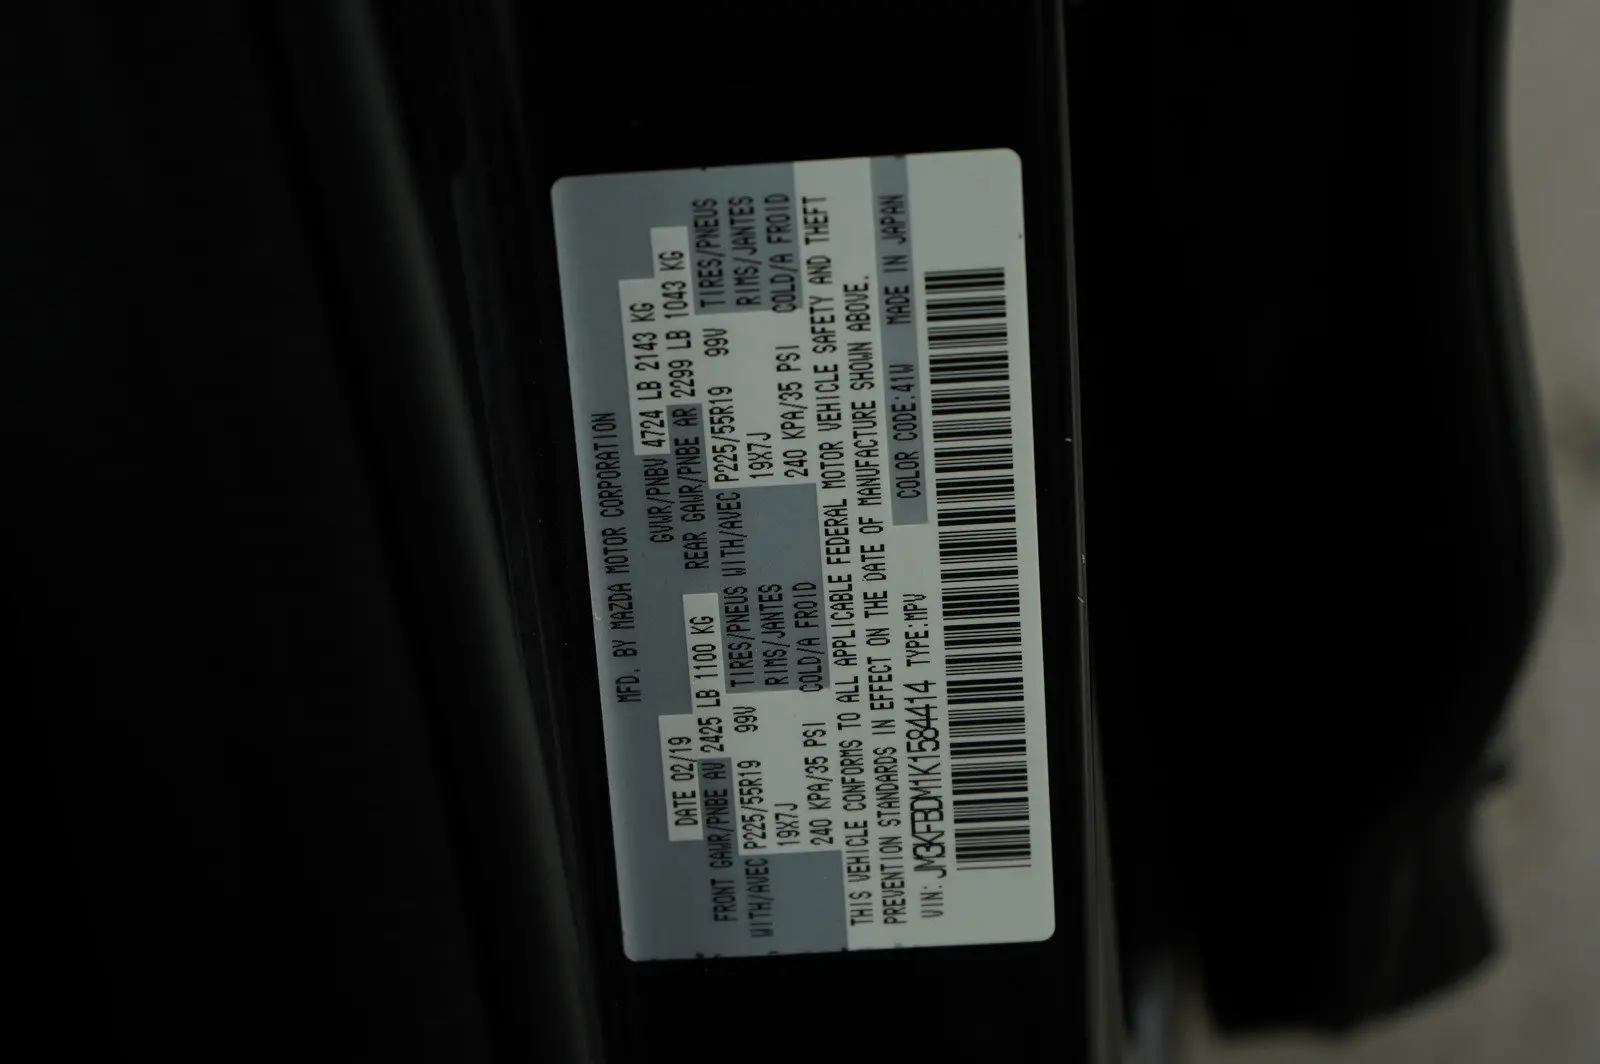 MFD. BY MAZDA MOTOR CORPORATION
DATE 02/19 GVWR/PNBV 4724 LB 2143 KG
FRONT GAWR/PNBE AV 2425 LB 1100 KG REAR GAWR/PNBE AR 2299 LB 1043 KG
WITH/AVEC P225/55R19 99V TIRES/PNEUS WITH/AVEC P225/55R19 99V TIRES/PNEUS
19X7J RIMS/JANTES 19X7J RIMS/JANTES
240 KPA/35 PSI COLD/A FROID 240 KPA/35 PSI COLD/A FROID
THIS VEHICLE CONFORMS TO ALL APPLICABLE FEDERAL MOTOR VEHICLE SAFETY AND THEFT
PREVENTION STANDARDS IN EFFECT ON THE DATE OF MANUFACTURE SHOWN ABOVE.
VIN: JM3KFBDM1K1584414 TYPE:MPV COLOR CODE:41W MADE IN JAPAN